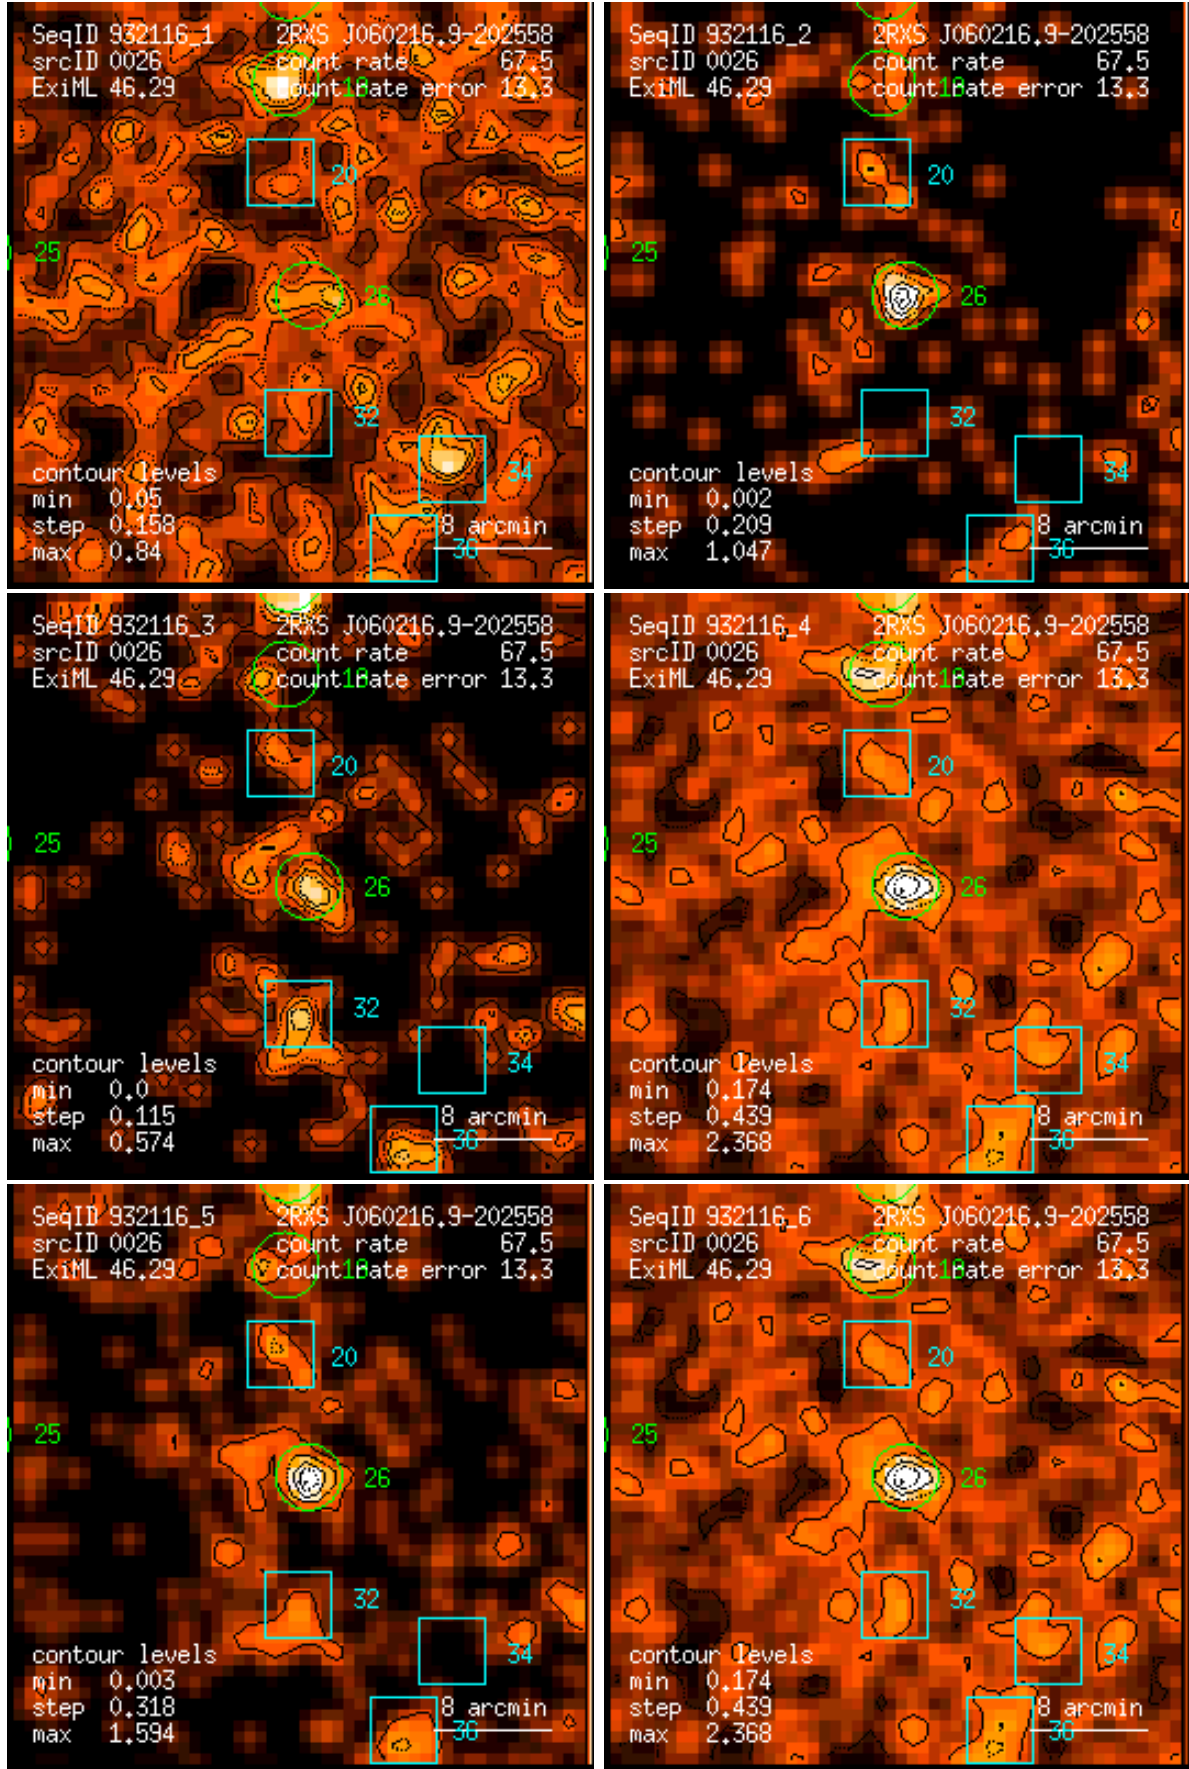 SeqID 932116_1 2RXS J060216.9-202558
srcID 0026 count rate 67.5
ExiML 46.29 count rate error 13.3
20
25
26
32
contour levels
34
min 0.05
step 0.158 8 arcmin
max 0.84 36
SeqID 932116_2 2RXS J060216.9-202558
srcID 0026 count rate 67.5
ExiML 46.29 count rate error 13.3
20
25
26
32
contour levels
34
min 0.002
step 0.209 8 arcmin
max 1.047 36
SeqID 932116_3 2RXS J060216.9-202558
srcID 0026 count rate 67.5
ExiML 46.29 count rate error 13.3
20
25
26
32
contour levels
34
min 0.0
step 0.115 8 arcmin
max 0.574 36
SeqID 932116_4 2RXS J060216.9-202558
srcID 0026 count rate 67.5
ExiML 46.29 count rate error 13.3
20
25
26
32
contour levels
34
min 0.174
step 0.439 8 arcmin
max 2.368 36
SeqID 932116_5 2RXS J060216.9-202558
srcID 0026 count rate 67.5
ExiML 46.29 count rate error 13.3
20
25
26
32
contour levels
34
min 0.003
step 0.318 8 arcmin
max 1.594 36
SeqID 932116_6 2RXS J060216.9-202558
srcID 0026 count rate 67.5
ExiML 46.29 count rate error 13.3
20
25
26
32
contour levels
34
min 0.174
step 0.439 8 arcmin
max 2.368 36